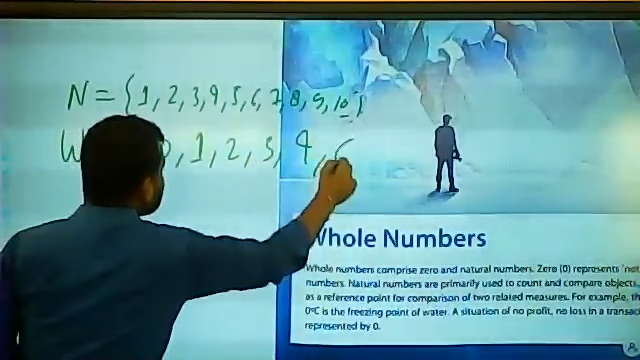 N = {1, 2, 3, 4, 5, 6, 7, 8, 9, 10}
W 0, 1, 2, 3, 4,
Whole Numbers
Whole numbers comprise zero and natural numbers. Zero (0) represents 'not
numbers. Natural numbers are primarily used to count and compare objects.
as a reference point for comparison of two related measures. For example, th
0°C is the freezing point of water. A situation of no profit, no loss in a transac
represented by 0.